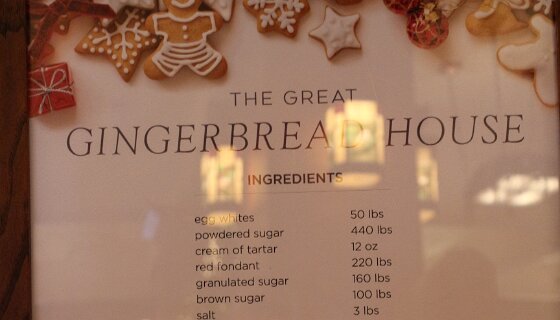 THE GREAT
GINGERBREAD HOUSE
INGREDIENTS
egg whites 50 lbs
powdered sugar 440 lbs
cream of tartar 12 oz
red fondant 220 lbs
granulated sugar 160 lbs
brown sugar 100 lbs
salt 3 lbs